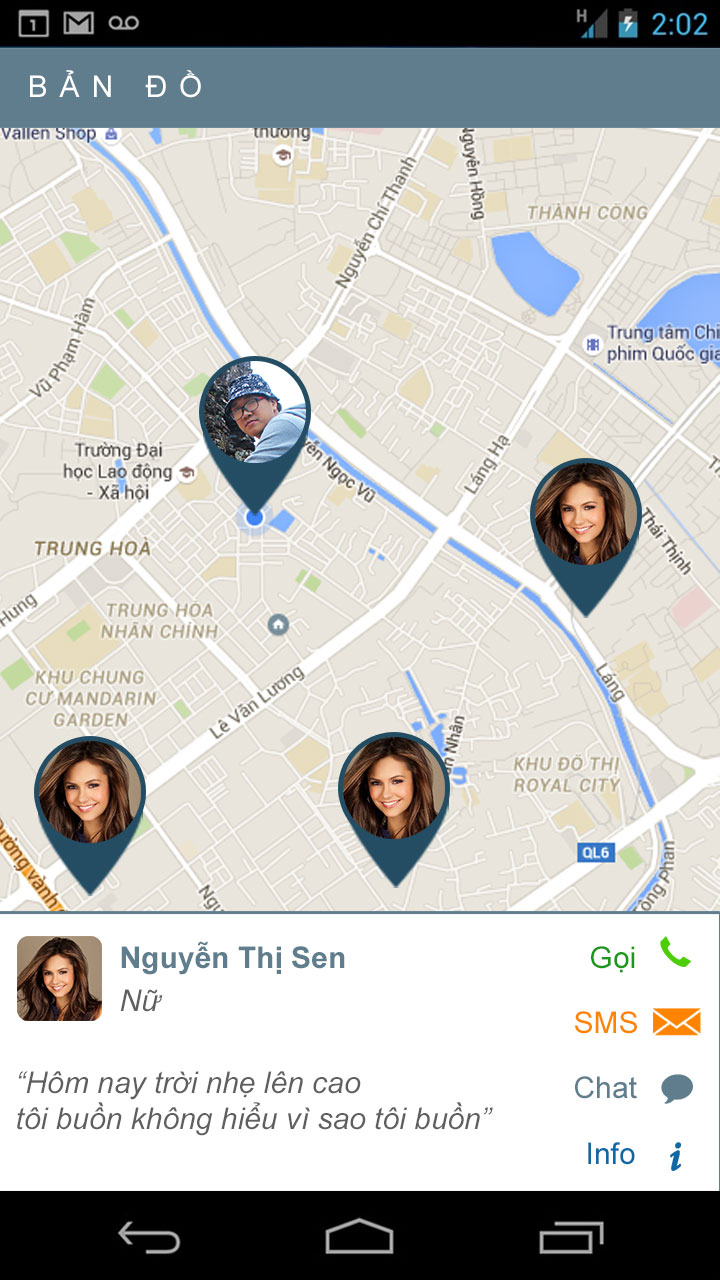 1
H
2:02
BẢN ĐỒ
Vallen Shop
thương
Nguyễn Chí Thanh
Nguyên Hồng
THÀNH CÔNG
Trung tâm Chi
phim Quốc gia
Vũ Phạm Hàm
Trường Đại
học Lao động
- Xã hội
Ngọc Vũ
Láng Hạ
Thái Thịnh
TRUNG HOÀ
Hung
TRUNG HÒA
NHÂN CHÍNH
KHU CHUNG
CƯ MANDARIN
GARDEN
Lê Văn Lương
Láng
Nhân
KHU ĐÔ THỊ
ROYAL CITY
QL6
Đường vành
Ngu
ông Phan
Nguyễn Thị Sen
Nữ
Gọi
SMS
“Hôm nay trời nhẹ lên cao
tôi buồn không hiểu vì sao tôi buồn”
Chat
Info